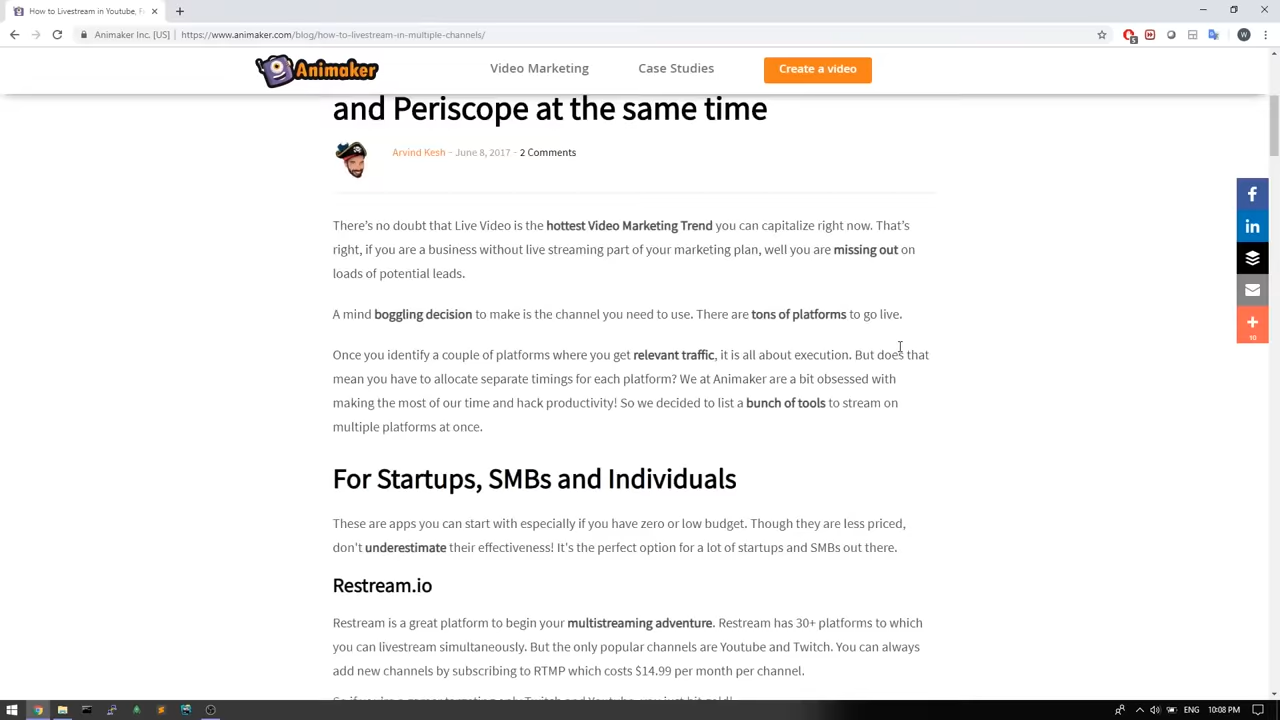 How to Livestream in Youtube, F
Animaker Inc. [US] | https://www.animaker.com/blog/how-to-livestream-in-multiple-channels/
Animaker
Video Marketing
Case Studies
Create a video
and Periscope at the same time
Arvind Kesh - June 8, 2017 - 2 Comments
There's no doubt that Live Video is the hottest Video Marketing Trend you can capitalize right now. That's
right, if you are a business without live streaming part of your marketing plan, well you are missing out on
loads of potential leads.
A mind boggling decision to make is the channel you need to use. There are tons of platforms to go live.
Once you identify a couple of platforms where you get relevant traffic, it is all about execution. But does that
mean you have to allocate separate timings for each platform? We at Animaker are a bit obsessed with
making the most of our time and hack productivity! So we decided to list a bunch of tools to stream on
multiple platforms at once.
For Startups, SMBs and Individuals
These are apps you can start with especially if you have zero or low budget. Though they are less priced,
don't underestimate their effectiveness! It's the perfect option for a lot of startups and SMBs out there.
Restream.io
Restream is a great platform to begin your multistreaming adventure. Restream has 30+ platforms to which
you can livestream simultaneously. But the only popular channels are Youtube and Twitch. You can always
add new channels by subscribing to RTMP which costs $14.99 per month per channel.
ENG 10:08 PM